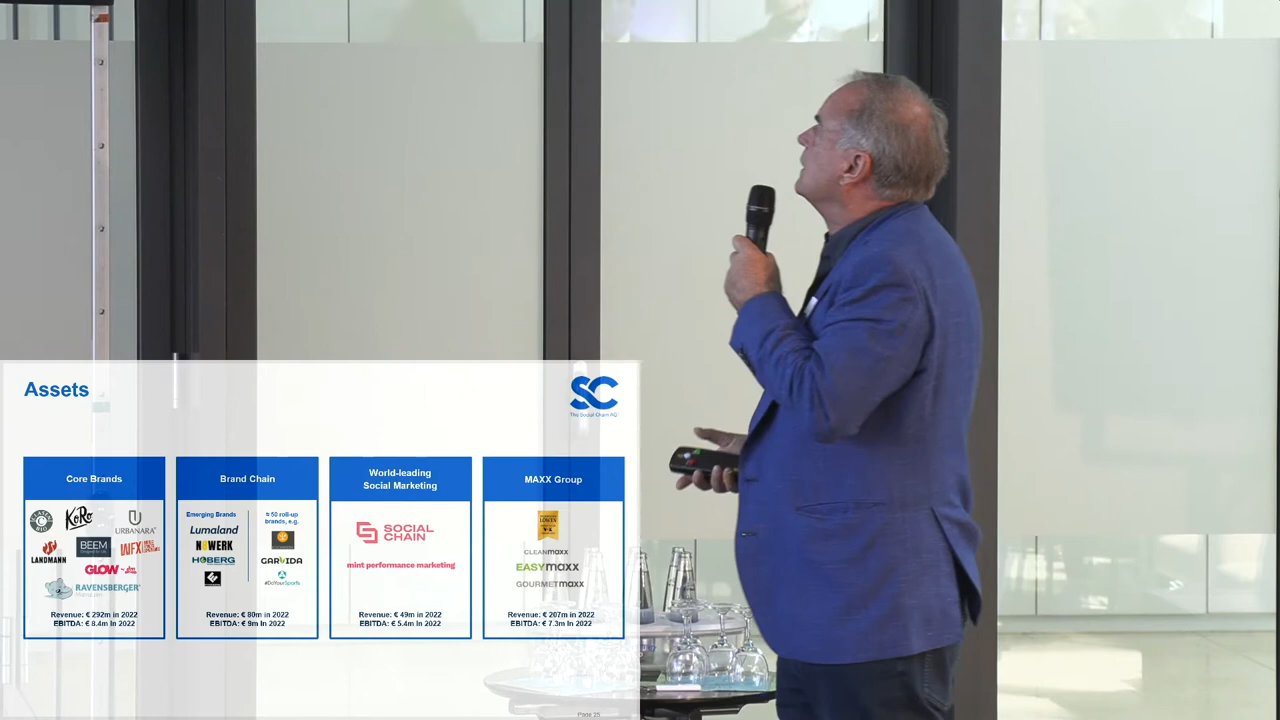 Assets
SC
The Social Chain AG
Core Brands
KoRo
URBANARA
LANDMANN
BEEM
WFX
GLOW
RAVENSBERGER
Revenue: € 292m in 2022
EBITDA: € 8.4m in 2022
Brand Chain
Emerging Brands
Lumaland
HOBERG
≈ 50 roll-up
brands, e.g.
GARVIDA
#DoYourSports
Revenue: € 80m in 2022
EBITDA: € 9m in 2022
World-leading
Social Marketing
SOCIAL
CHAIN
mint performance marketing
Revenue: € 49m in 2022
EBITDA: € 5.4m in 2022
MAXX Group
CLEANMAXX
EASYMAXX
GOURMETMAXX
Revenue: € 207m in 2022
EBITDA: € 7.3m in 2022
Page 25